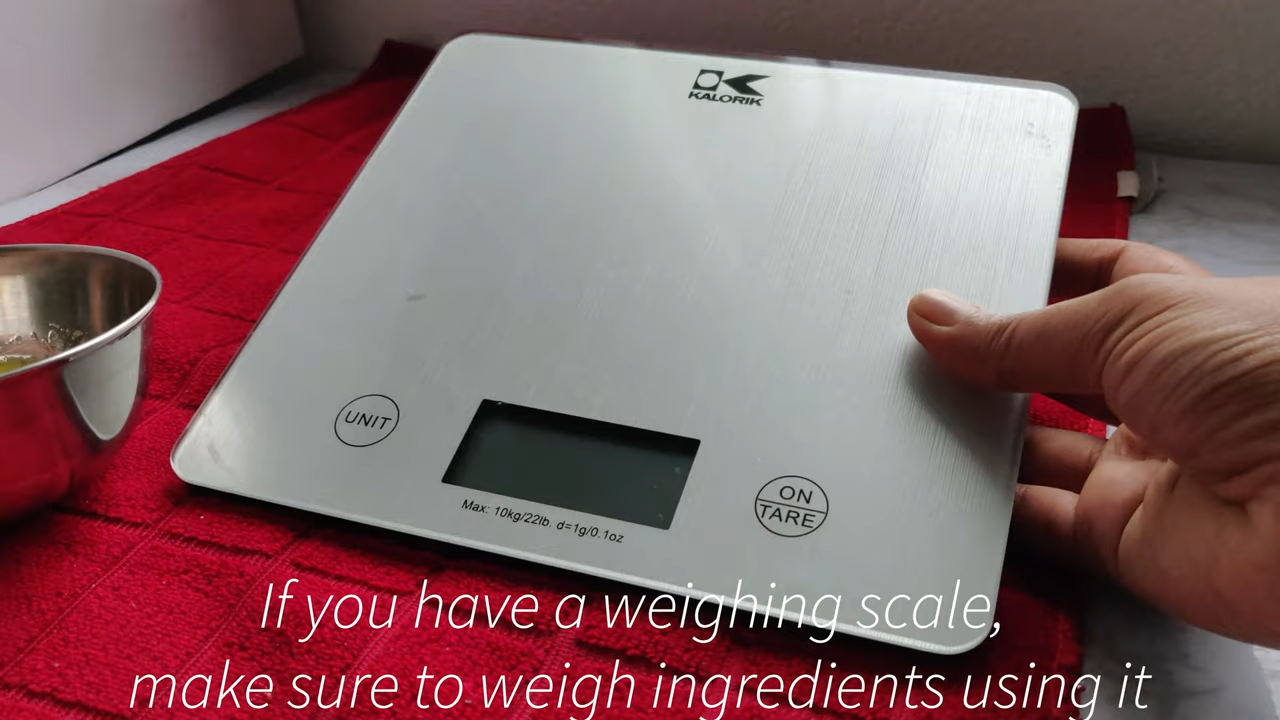 KALORIK
UNIT
ON
TARE
Max: 10kg/22lb. d=1g/0.1oz
If you have a weighing scale,
make sure to weigh ingredients using it